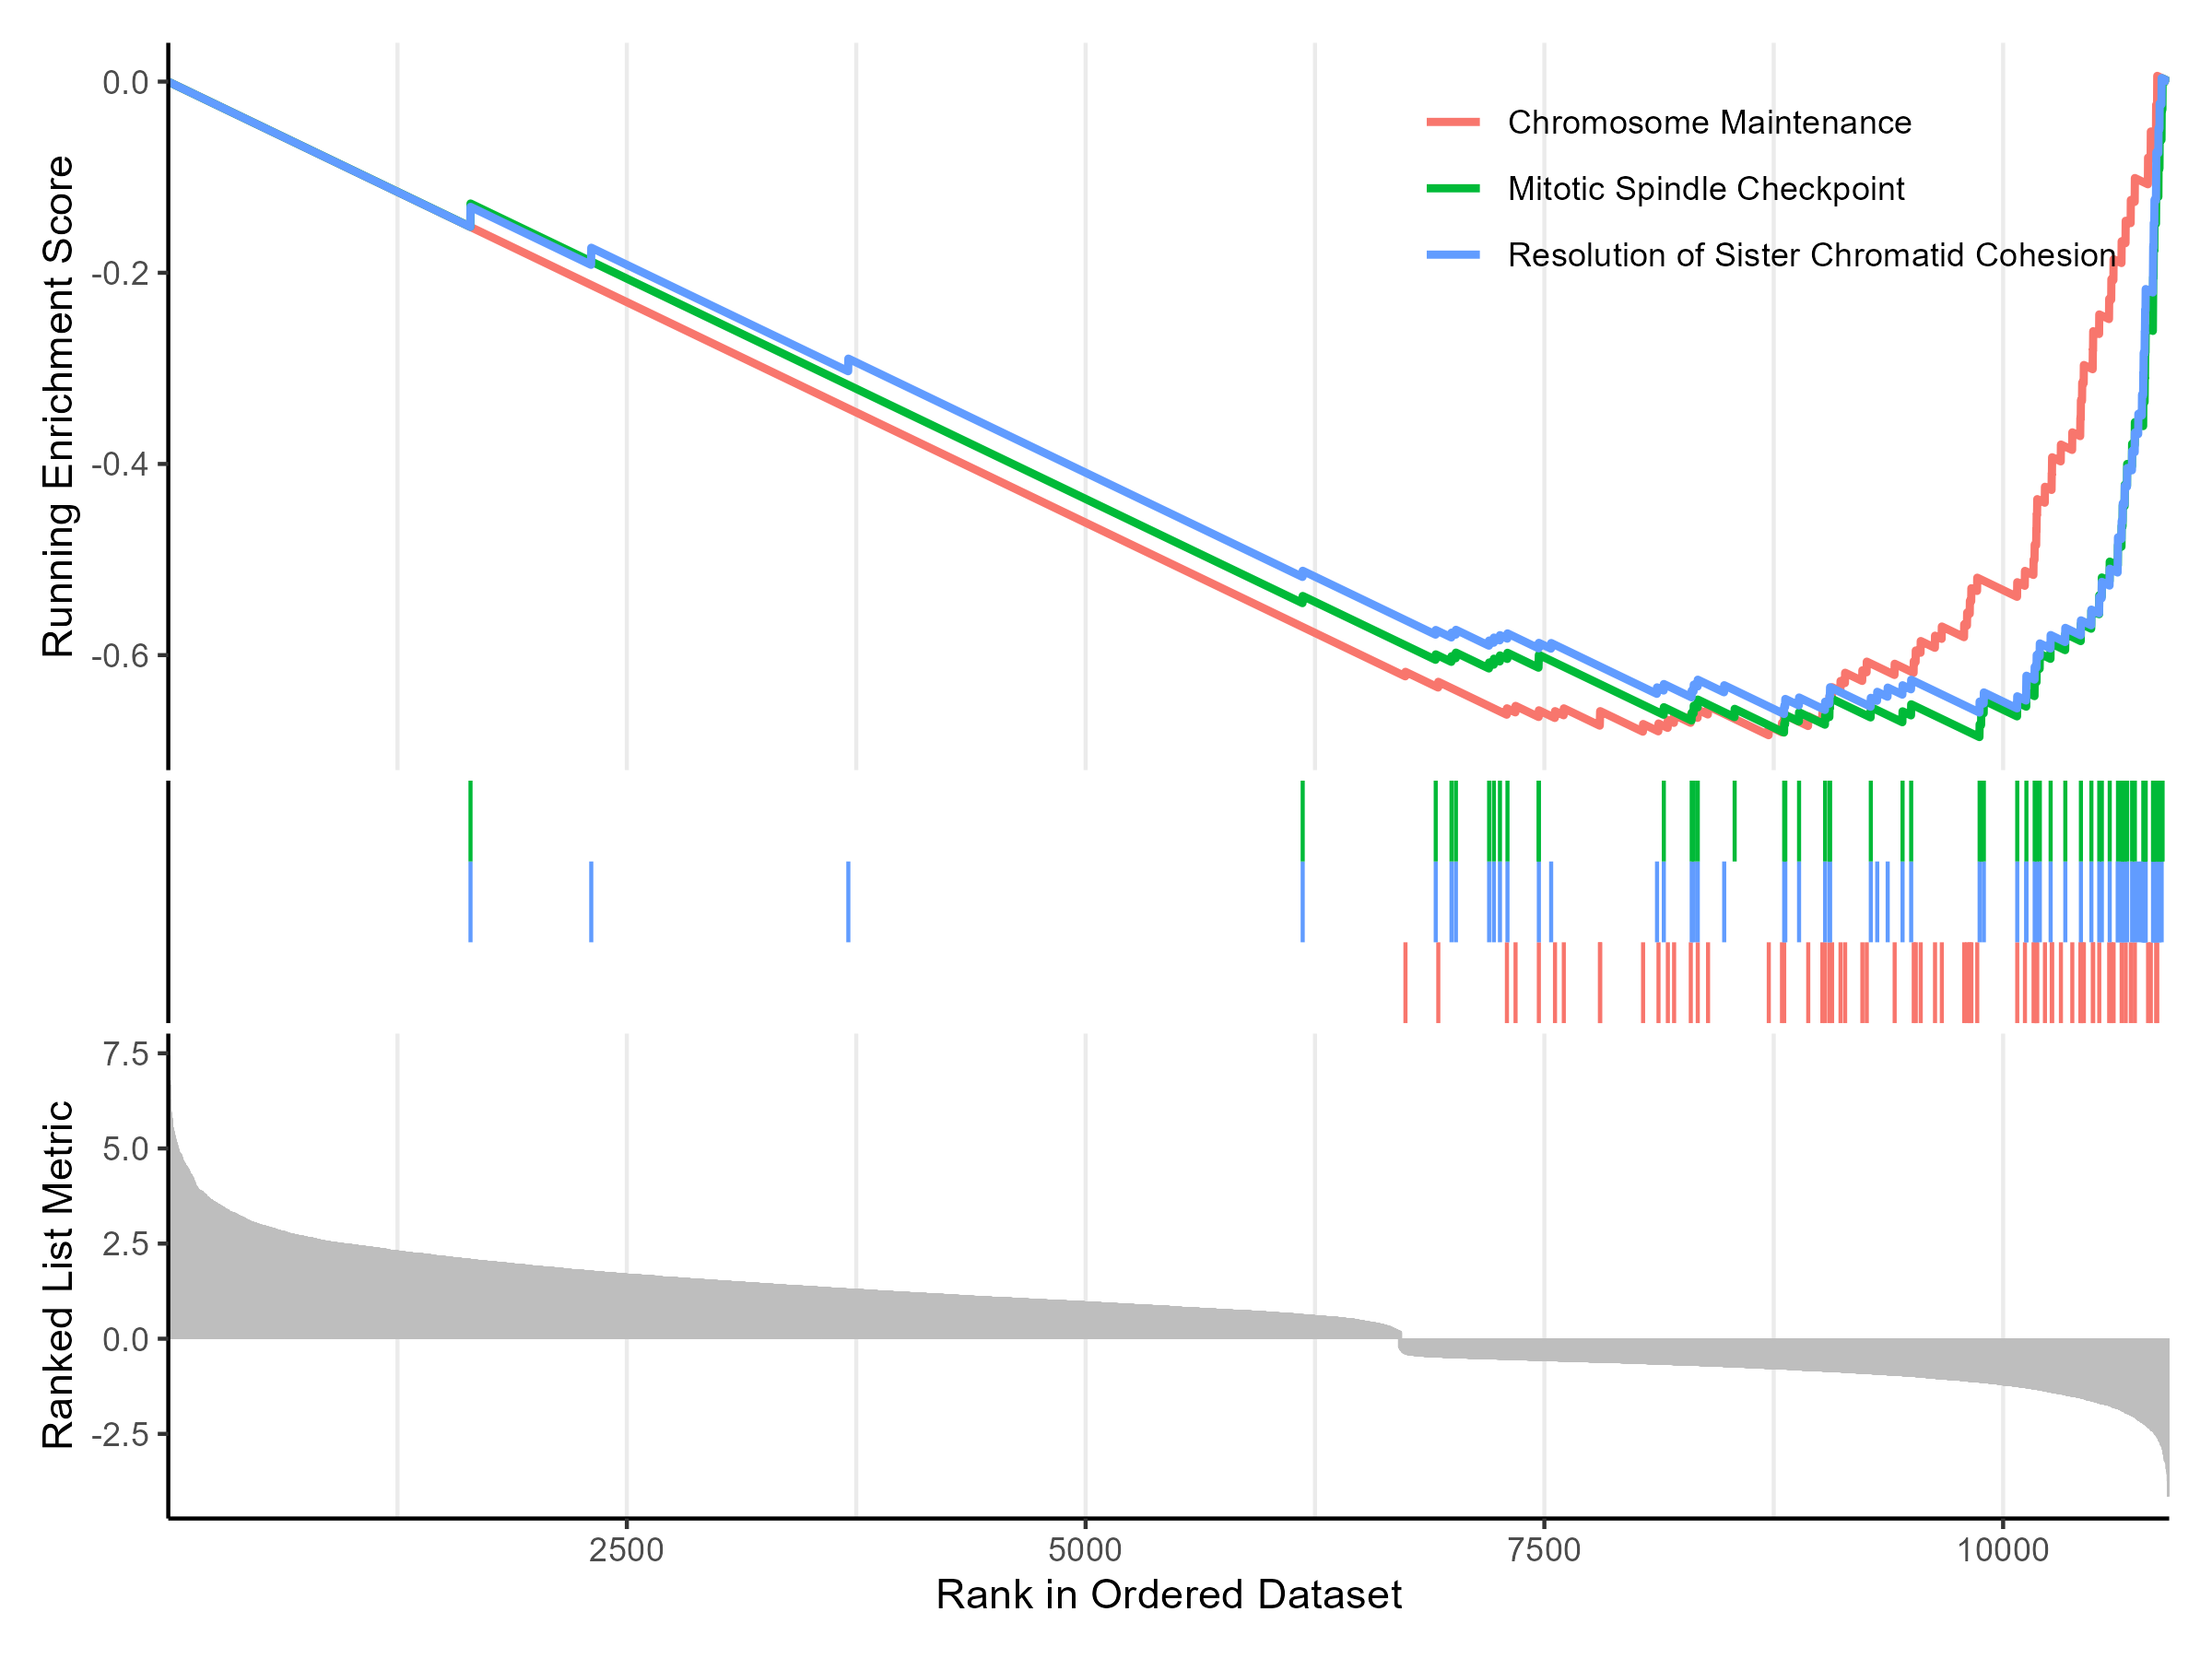 Running Enrichment Score
0.0
-0.2
-0.4
-0.6
Chromosome Maintenance
Mitotic Spindle Checkpoint
Resolution of Sister Chromatid Cohesion
Ranked List Metric
7.5
5.0
2.5
0.0
-2.5
2500 5000 7500 10000
Rank in Ordered Dataset